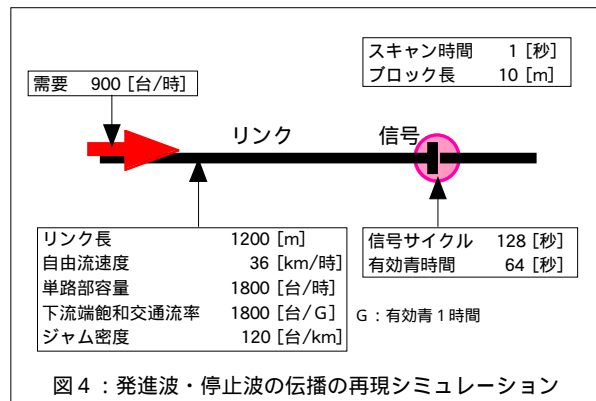 スキャン時間 1 [秒]
ブロック長 10 [m]
需要 900 [台/時]
リンク
信号
リンク長 1200 [m]
自由流速度 36 [km/時]
単路部容量 1800 [台/時]
下流端飽和交通流率 1800 [台/G]
ジャム密度 120 [台/km]
信号サイクル 128 [秒]
有効青時間 64 [秒]
G：有効青１時間
図４：発進波・停止波の伝播の再現シミュレーション